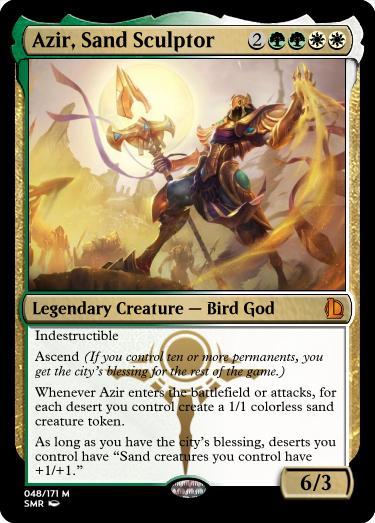 Azir, Sand Sculptor 2
Legendary Creature — Bird God
Indestructible
Ascend (If you control ten or more permanents, you
get the city's blessing for the rest of the game.)
Whenever Azir enters the battlefield or attacks, for
each desert you control create a 1/1 colorless sand
creature token.
As long as you have the city's blessing, deserts you
control have “Sand creatures you control have
+1/+1.”
6/3
048/171 M
SMR